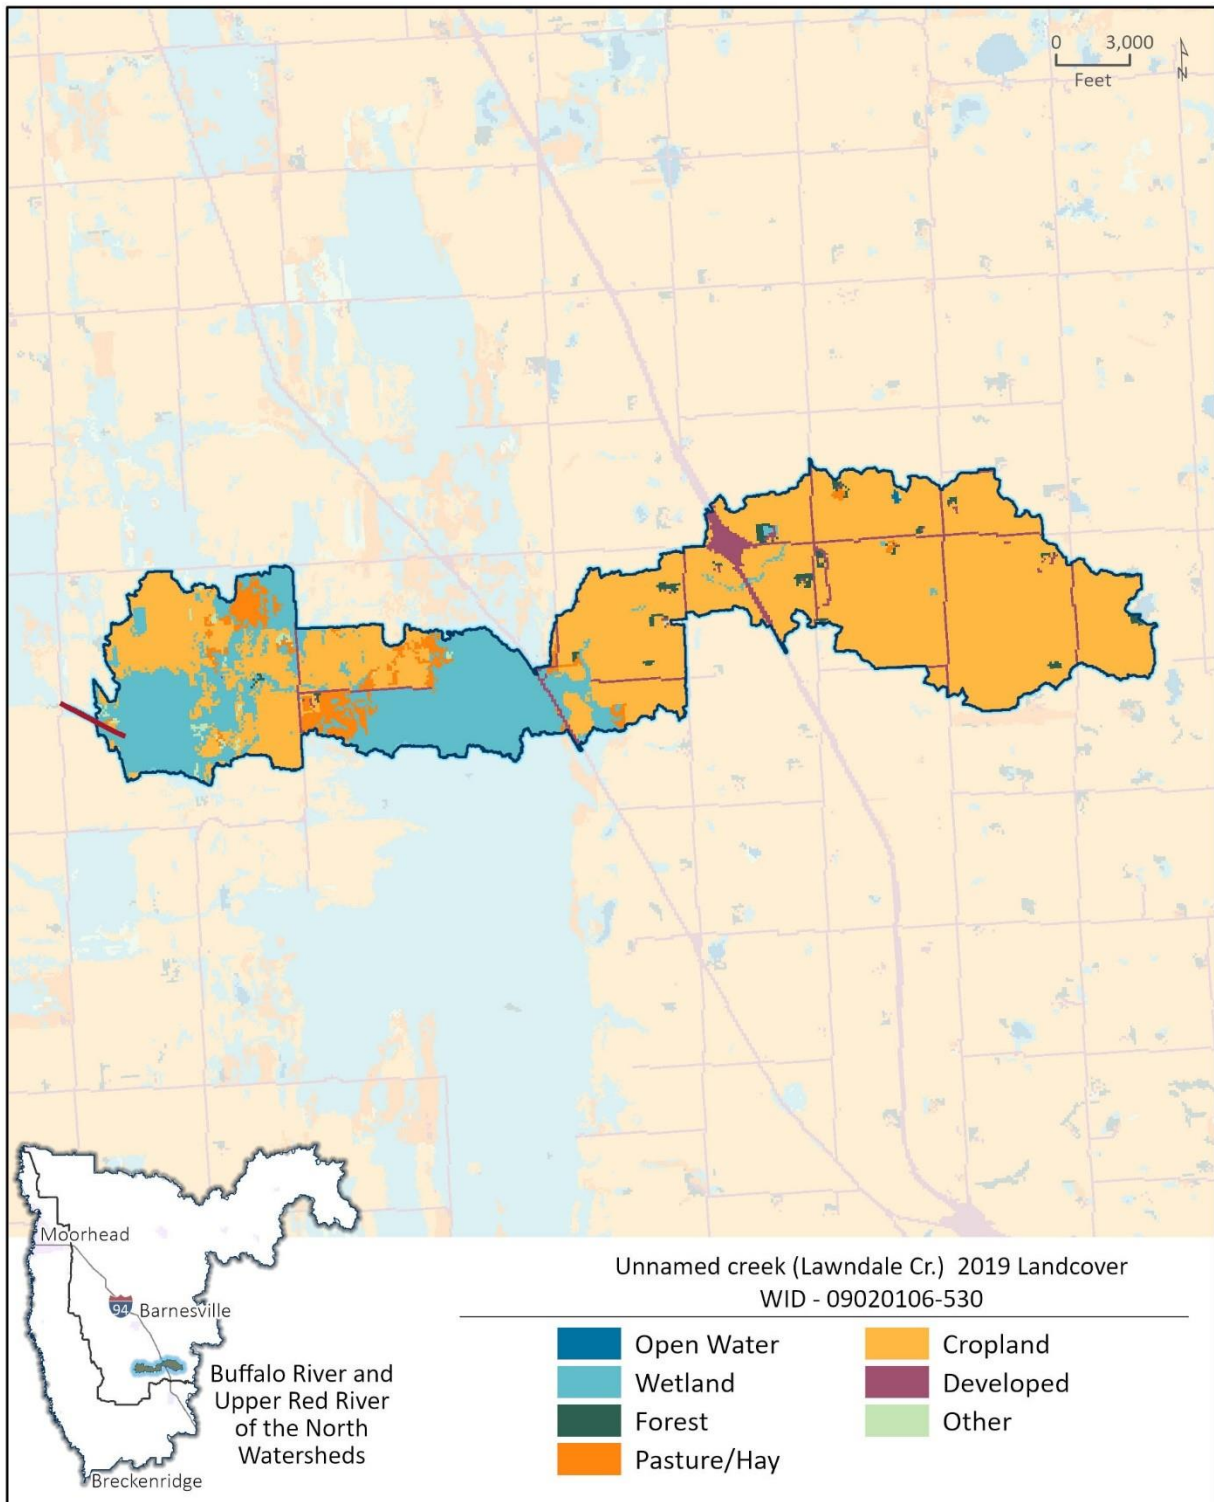 0 3,000
Feet
N
Moorhead
94
Barnesville
Buffalo River and
Upper Red River
of the North
Watersheds
Breckenridge
Unnamed creek (Lawndale Cr.) 2019 Landcover
WID - 09020106-530
Open Water
Wetland
Forest
Pasture/Hay
Cropland
Developed
Other